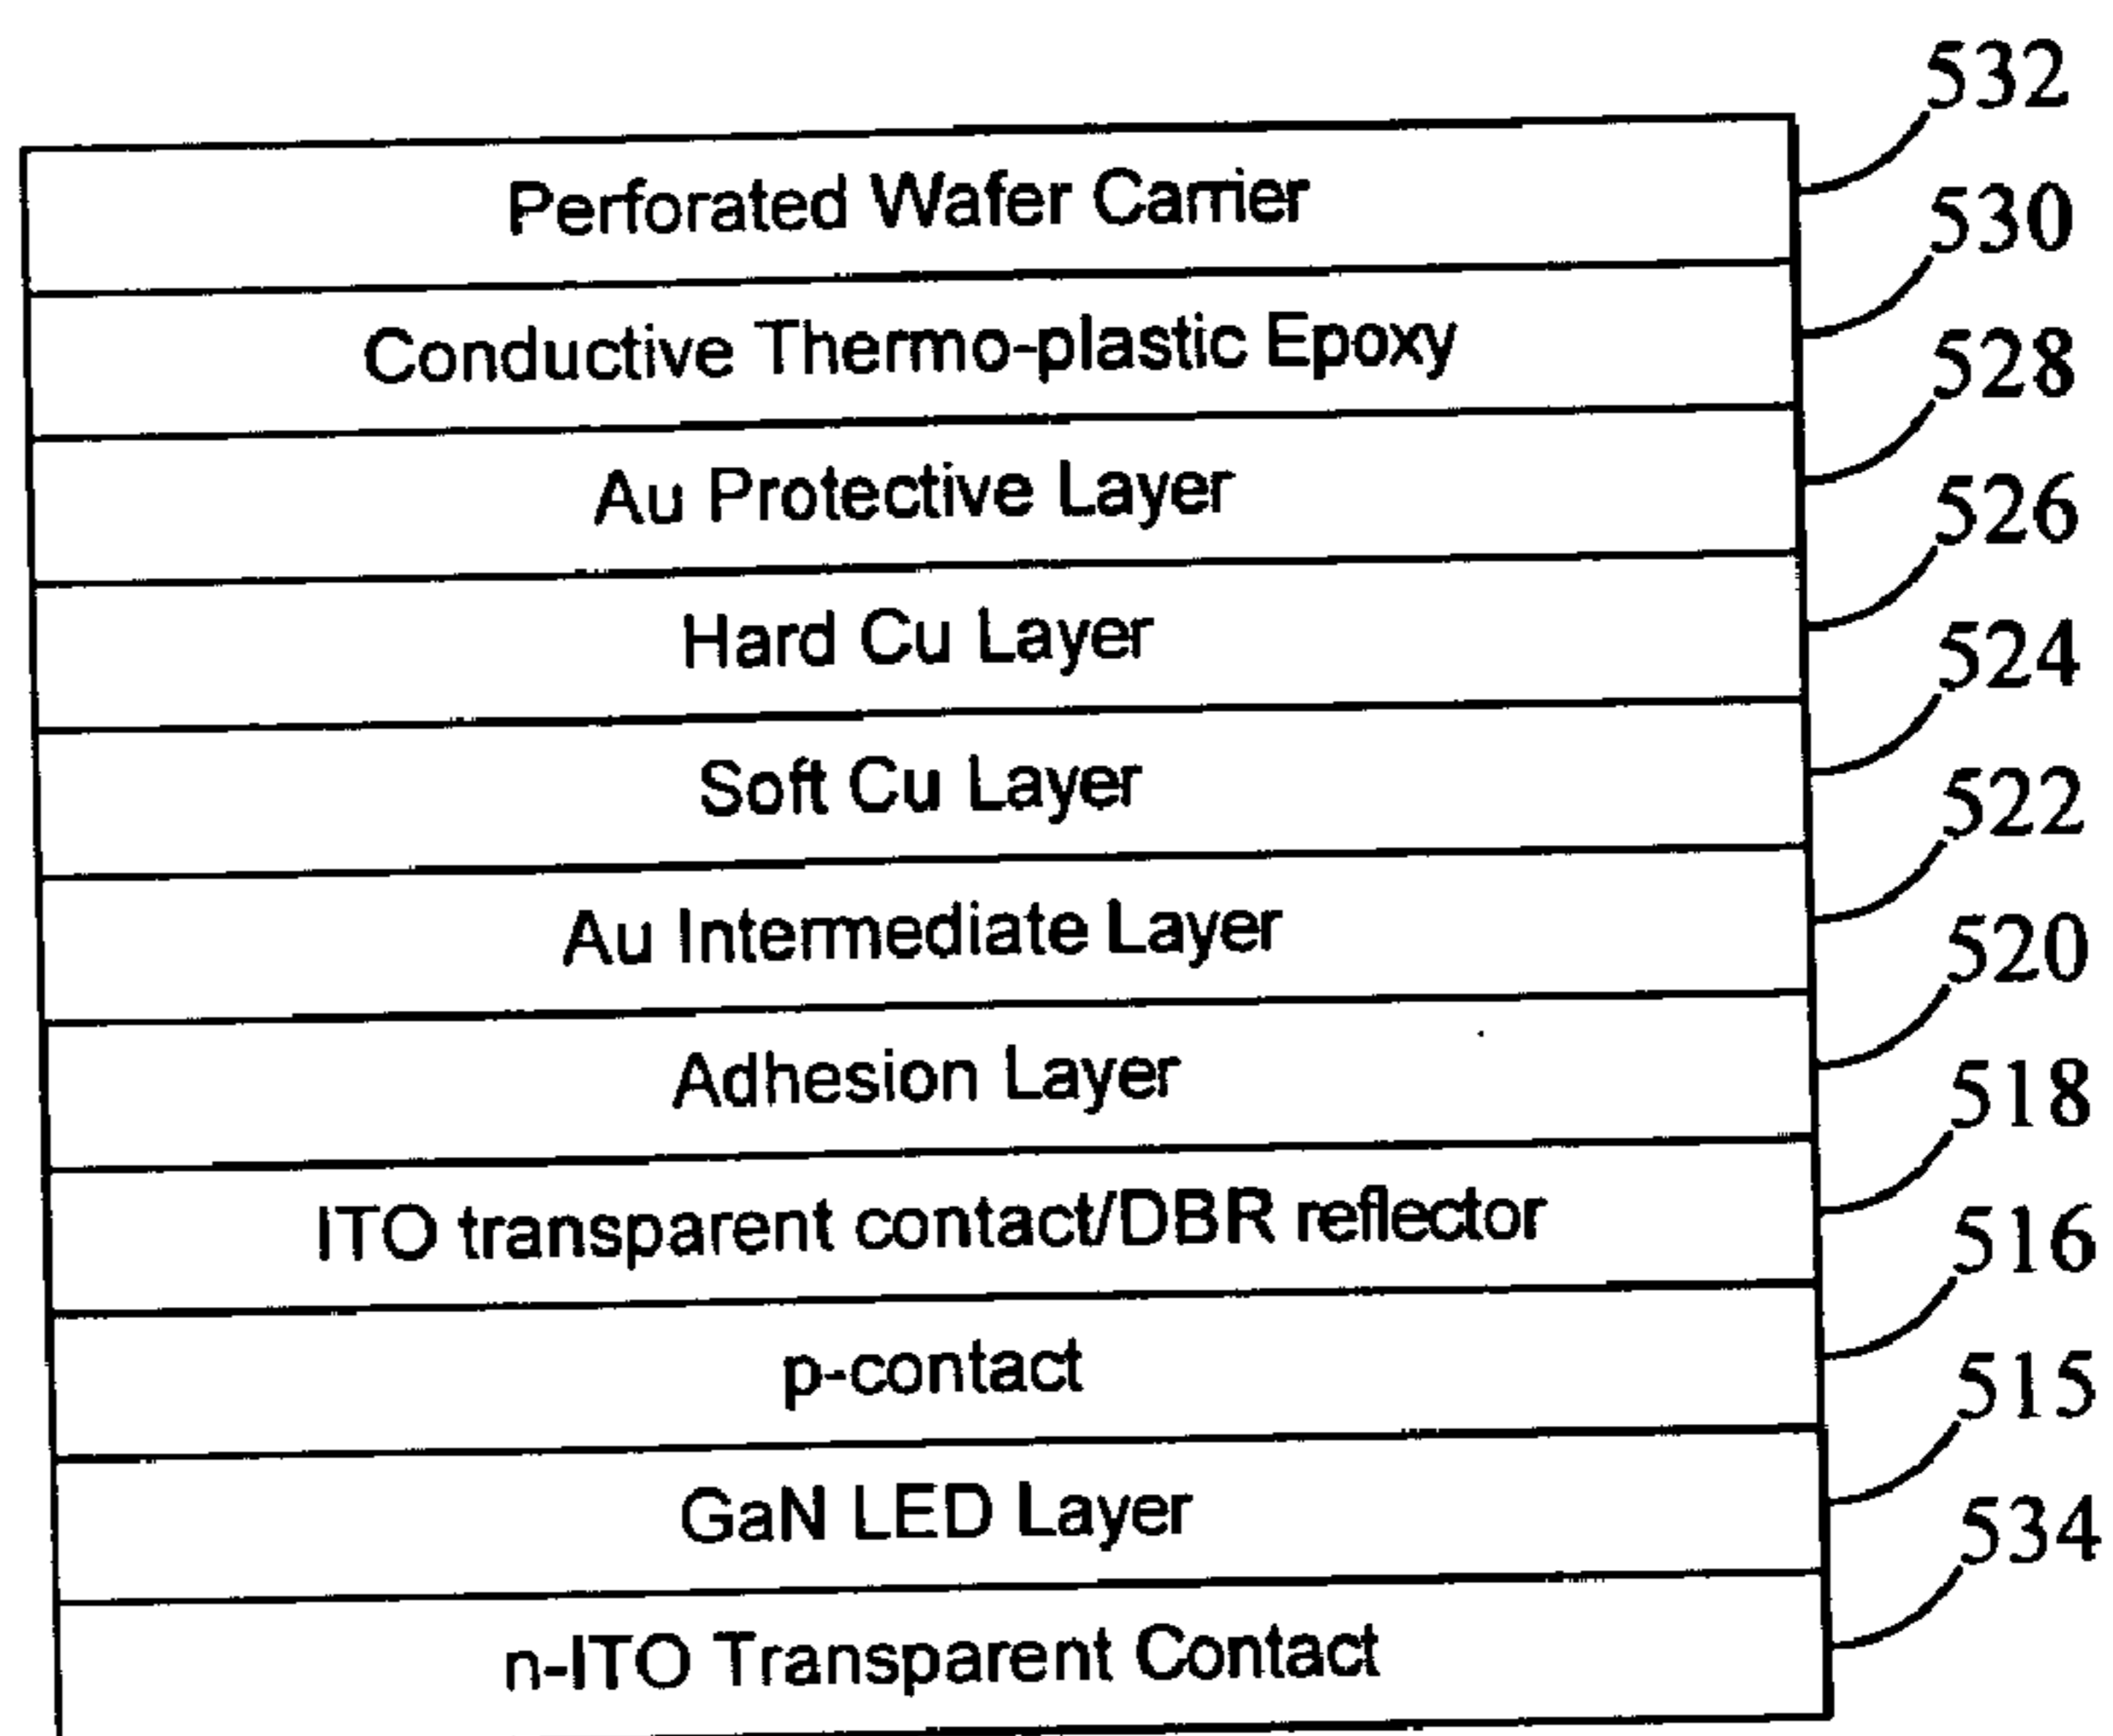 532
Perforated Wafer Carrier
530
Conductive Thermo-plastic Epoxy
528
Au Protective Layer
526
Hard Cu Layer
524
Soft Cu Layer
522
Au Intermediate Layer
520
Adhesion Layer
518
ITO transparent contact/DBR reflector
516
p-contact
515
GaN LED Layer
534
n-ITO Transparent Contact